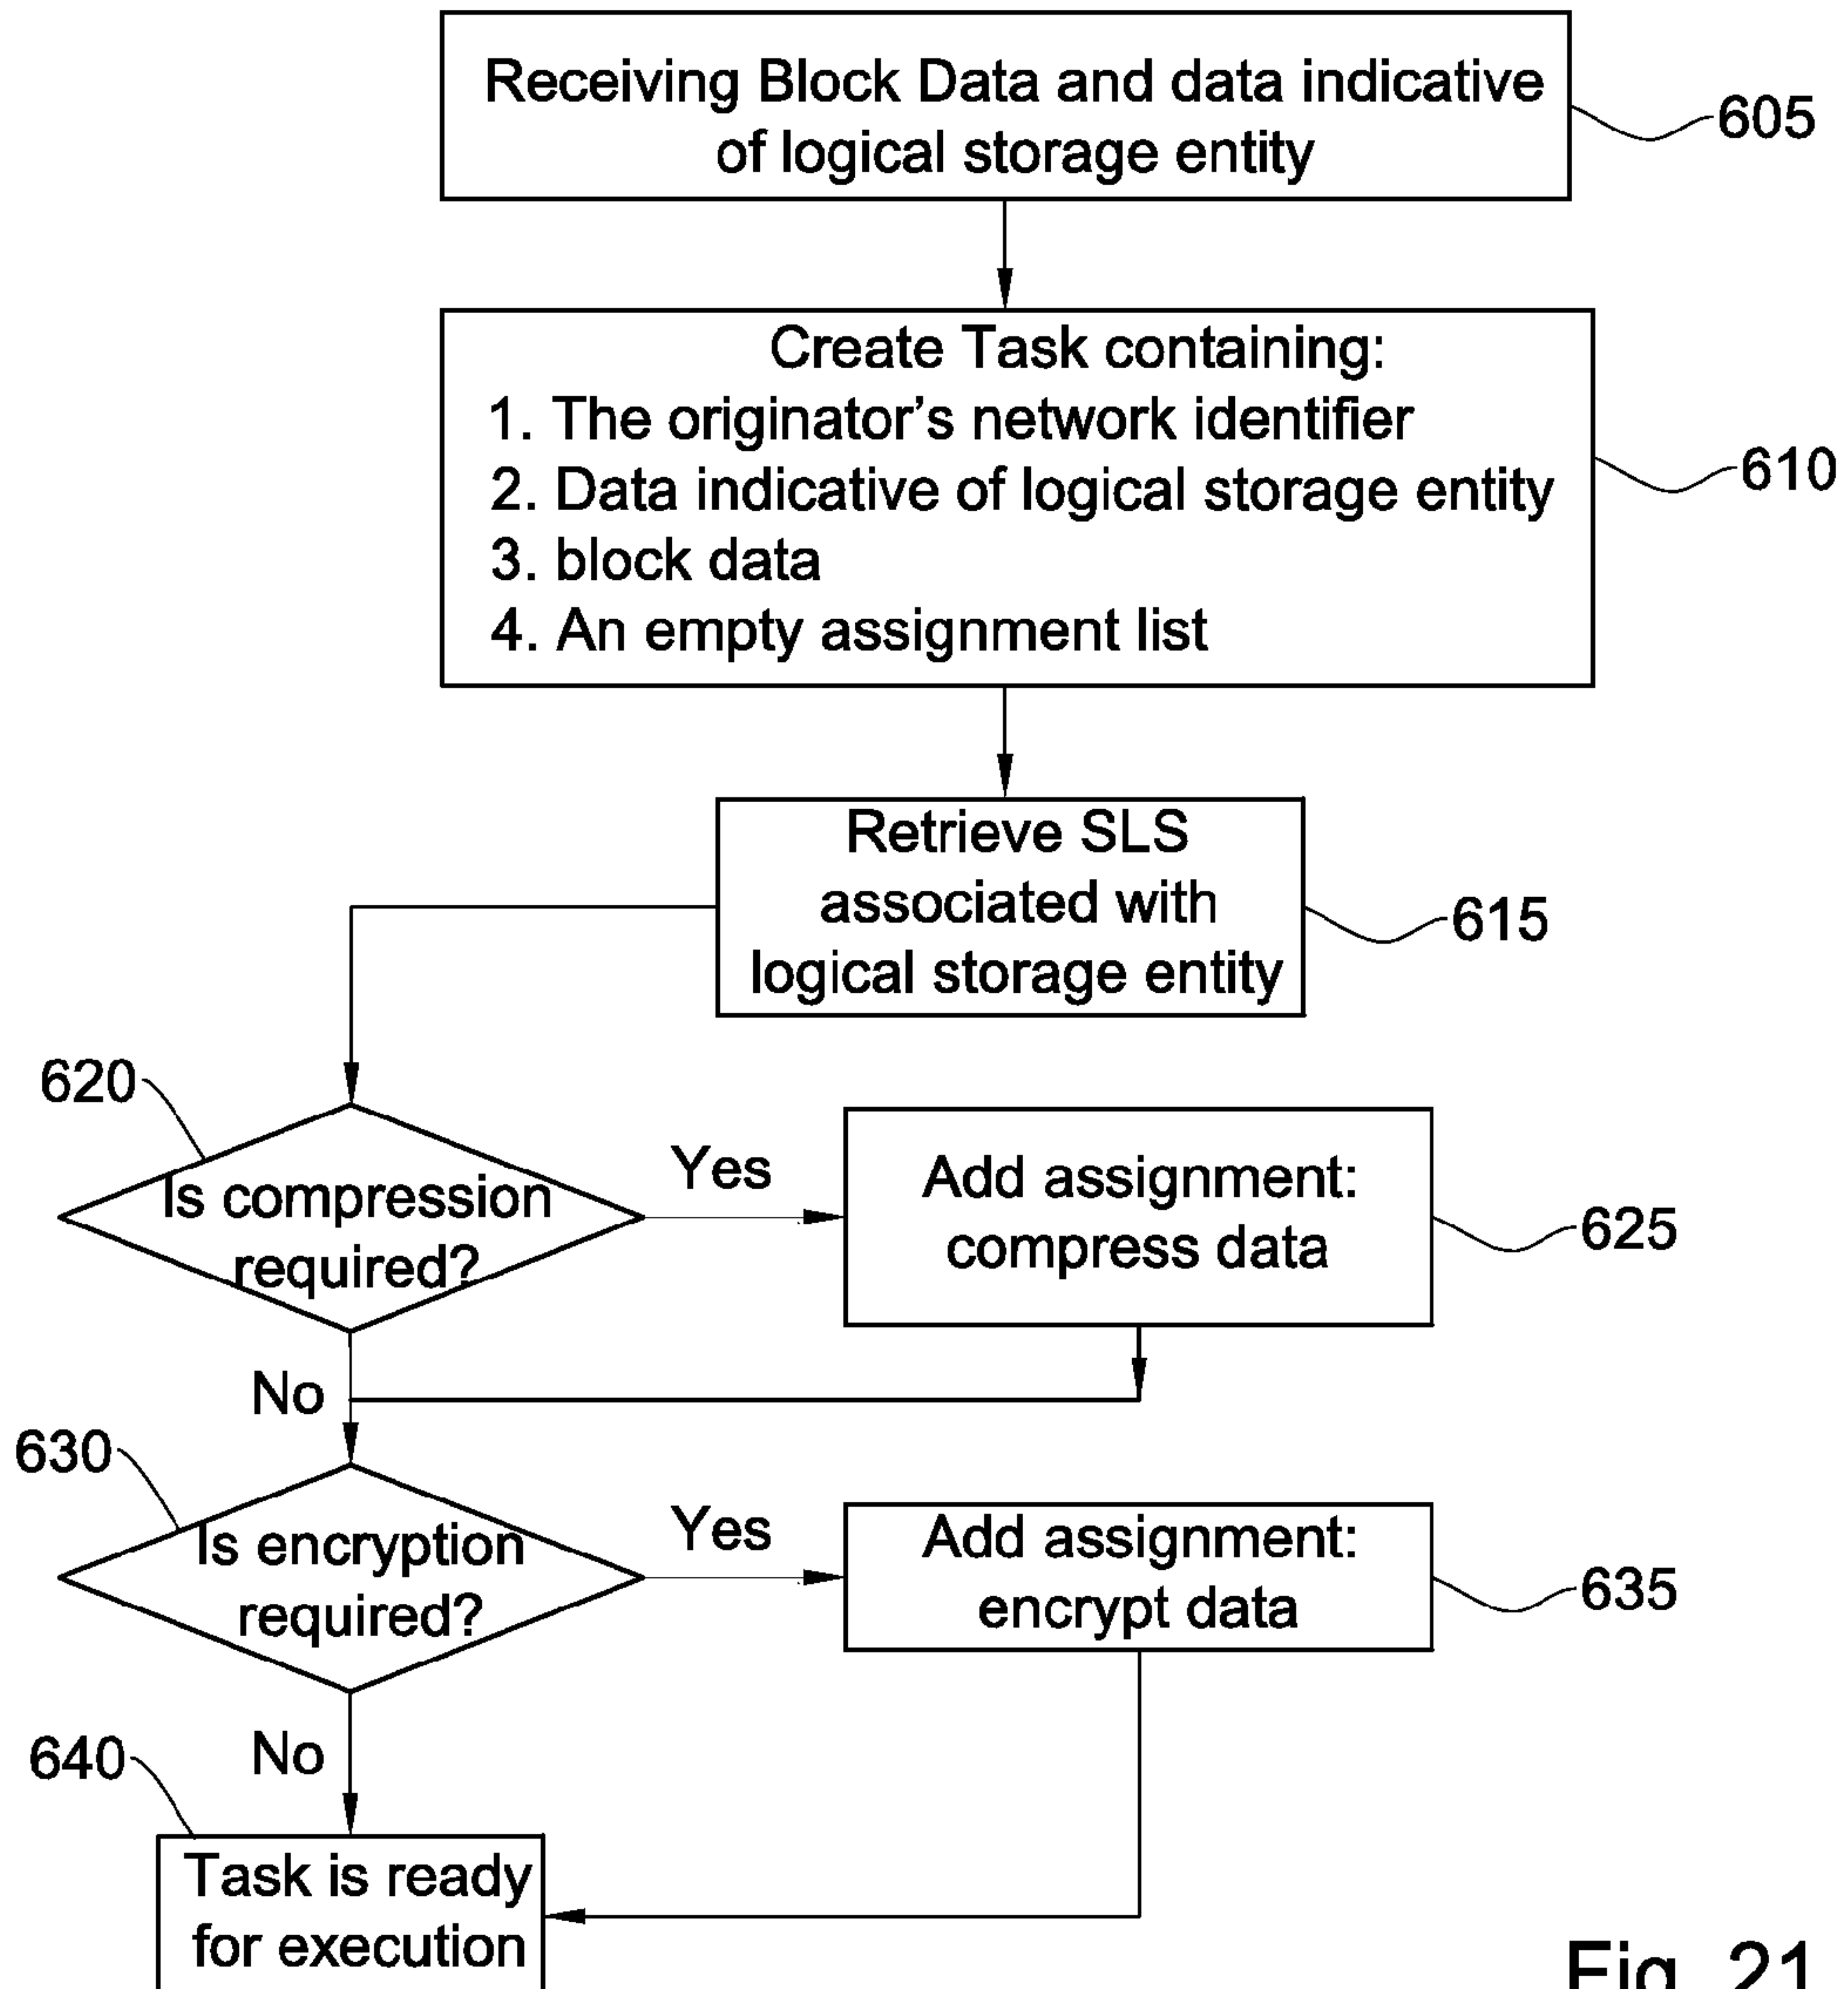 Receiving Block Data and data indicative
of logical storage entity
605
Create Task containing:
1. The originator’s network identifier
2. Data indicative of logical storage entity
3. block data
4. An empty assignment list
610
Retrieve SLS
associated with
logical storage entity
615
620
Is compression
required?
Yes
Add assignment:
compress data
625
No
630
Is encryption
required?
Yes
Add assignment:
encrypt data
635
No
640
Task is ready
for execution
Fig. 21